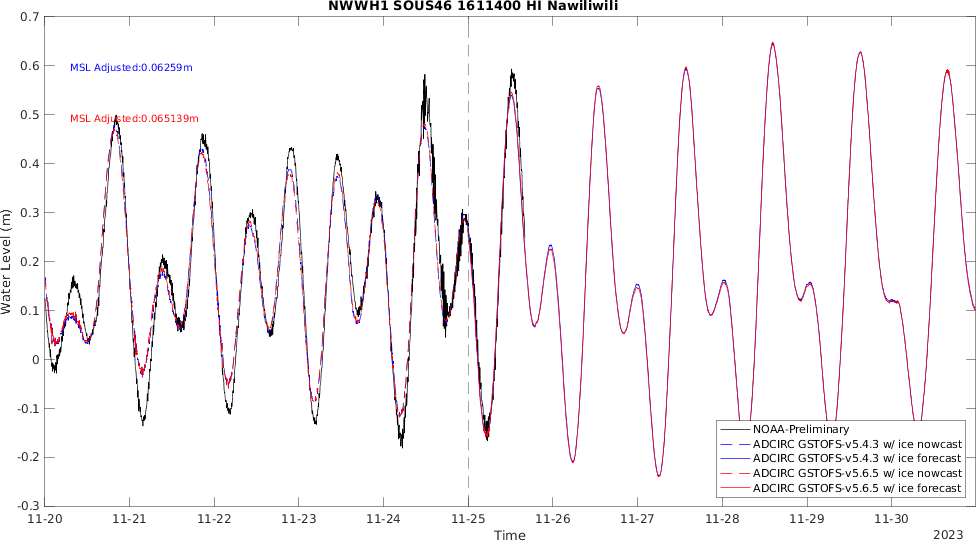 NWWH1 SOUS46 1611400 HI Nawiliwili
0.7
0.6
0.5
0.4
0.3
0.2
0.1
0
-0.1
-0.2
-0.3
Water Level (m)
MSL Adjusted:0.06259m
MSL Adjusted:0.065139m
NOAA-Preliminary
ADCIRC GSTOFS-v5.4.3 w/ ice nowcast
ADCIRC GSTOFS-v5.4.3 w/ ice forecast
ADCIRC GSTOFS-v5.6.5 w/ ice nowcast
ADCIRC GSTOFS-v5.6.5 w/ ice forecast
11-20 11-21 11-22 11-23 11-24 11-25 11-26 11-27 11-28 11-29 11-30
Time
2023